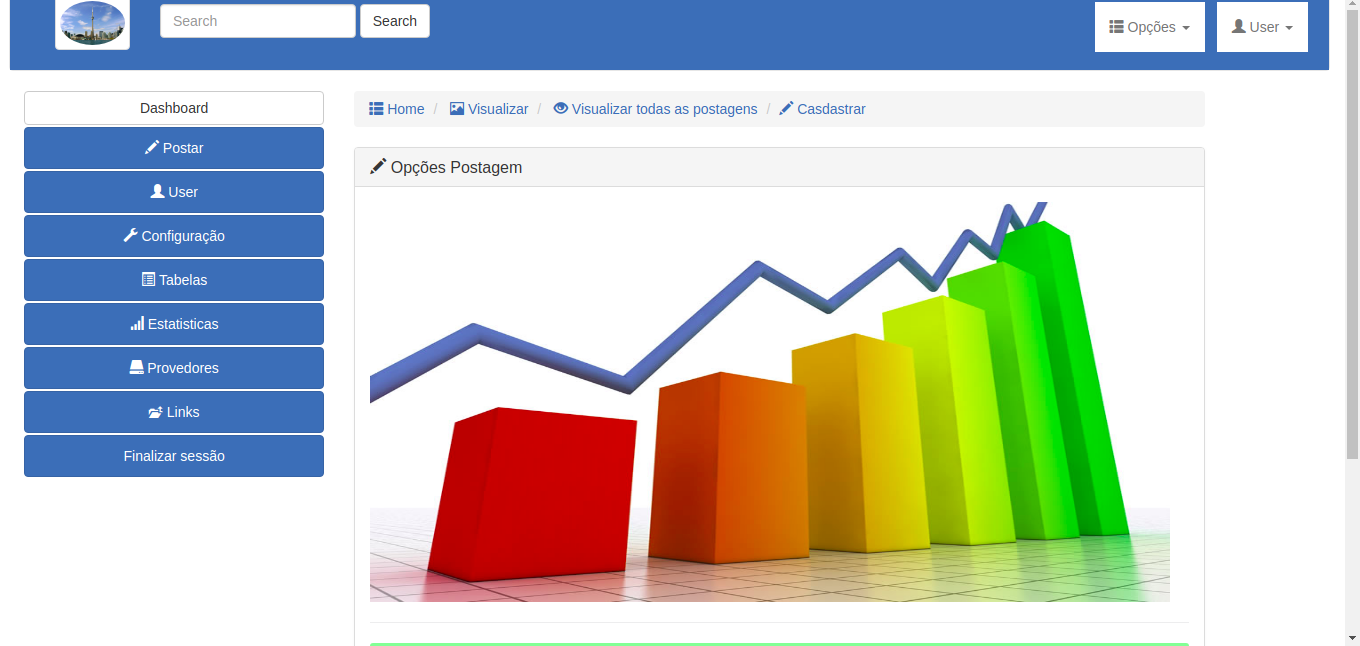 Search Search Opções User
Dashboard
Postar
User
Configuração
Tabelas
Estatisticas
Provedores
Links
Finalizar sessão
Home / Visualizar / Visualizar todas as postagens / Casdastrar
Opções Postagem